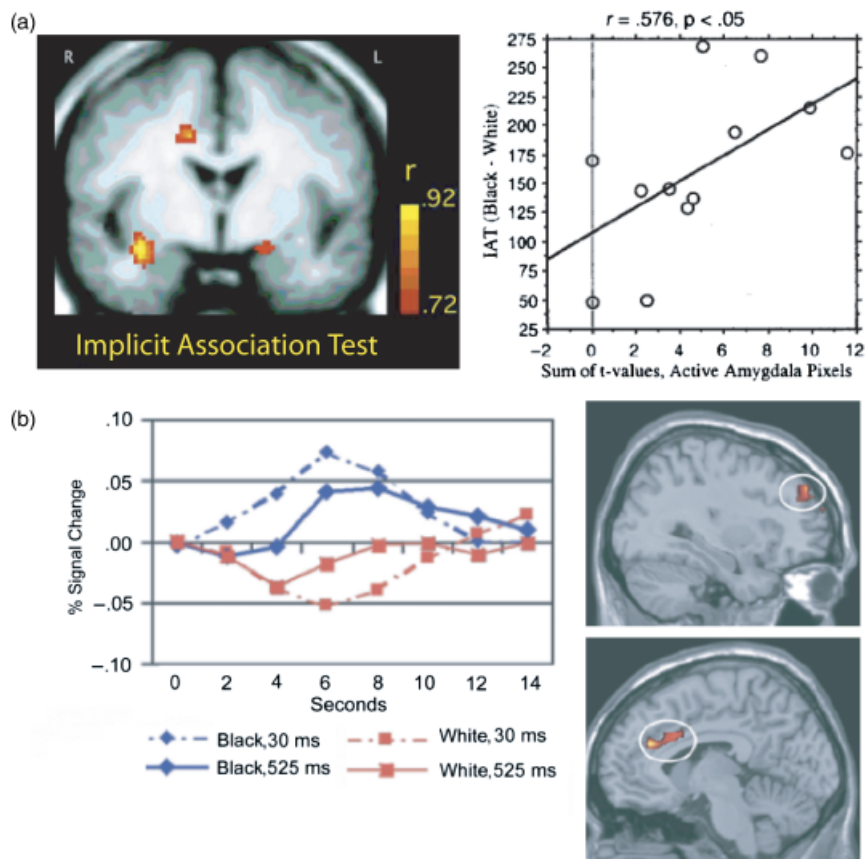 (a)
R
L
r
.92
.72
Implicit Association Test
r = .576, p < .05
IAT (Black - White)
275
250
225
200
175
150
125
100
75
50
25
-2 0 2 4 6 8 10 12
Sum of t-values, Active Amygdala Pixels
(b)
% Signal Change
.10
0.05
.00
−.05
−.10
0 2 4 6 8 10 12 14
Seconds
Black,30 ms
White,30 ms
Black,525 ms
White,525 ms